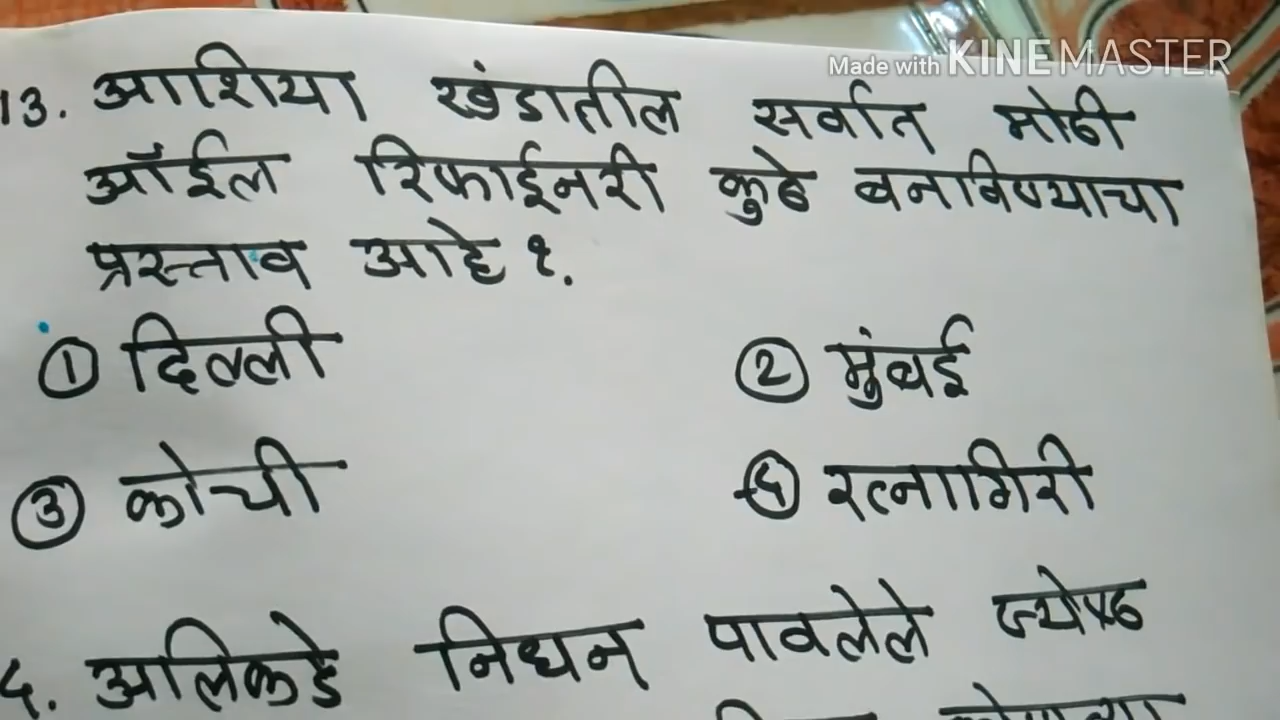 Made with KINEMASTER
13. आशिया खंडातील सर्वात मोठी
ऑईल रिफाईनरी कुठे बनाविण्याचा
प्रस्ताव आहे ?.
① दिल्ली ② मुंबई
③ कोची ④ रत्नागिरी
अलिकडे निधन पावलेले ज्येष्ठ